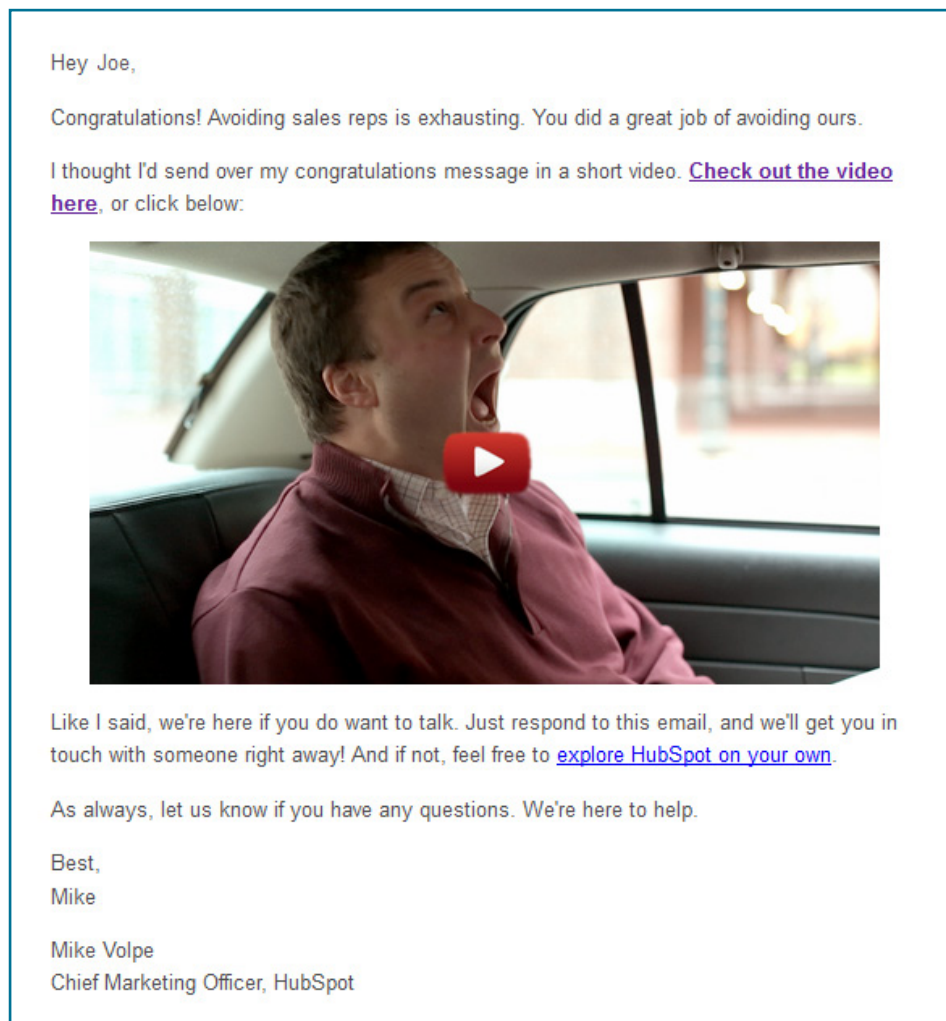 Hey Joe,
Congratulations! Avoiding sales reps is exhausting. You did a great job of avoiding ours.
I thought I'd send over my congratulations message in a short video. Check out the video
here, or click below:
Like I said, we're here if you do want to talk. Just respond to this email, and we'll get you in
touch with someone right away! And if not, feel free to explore HubSpot on your own.
As always, let us know if you have any questions. We're here to help.
Best,
Mike
Mike Volpe
Chief Marketing Officer, HubSpot